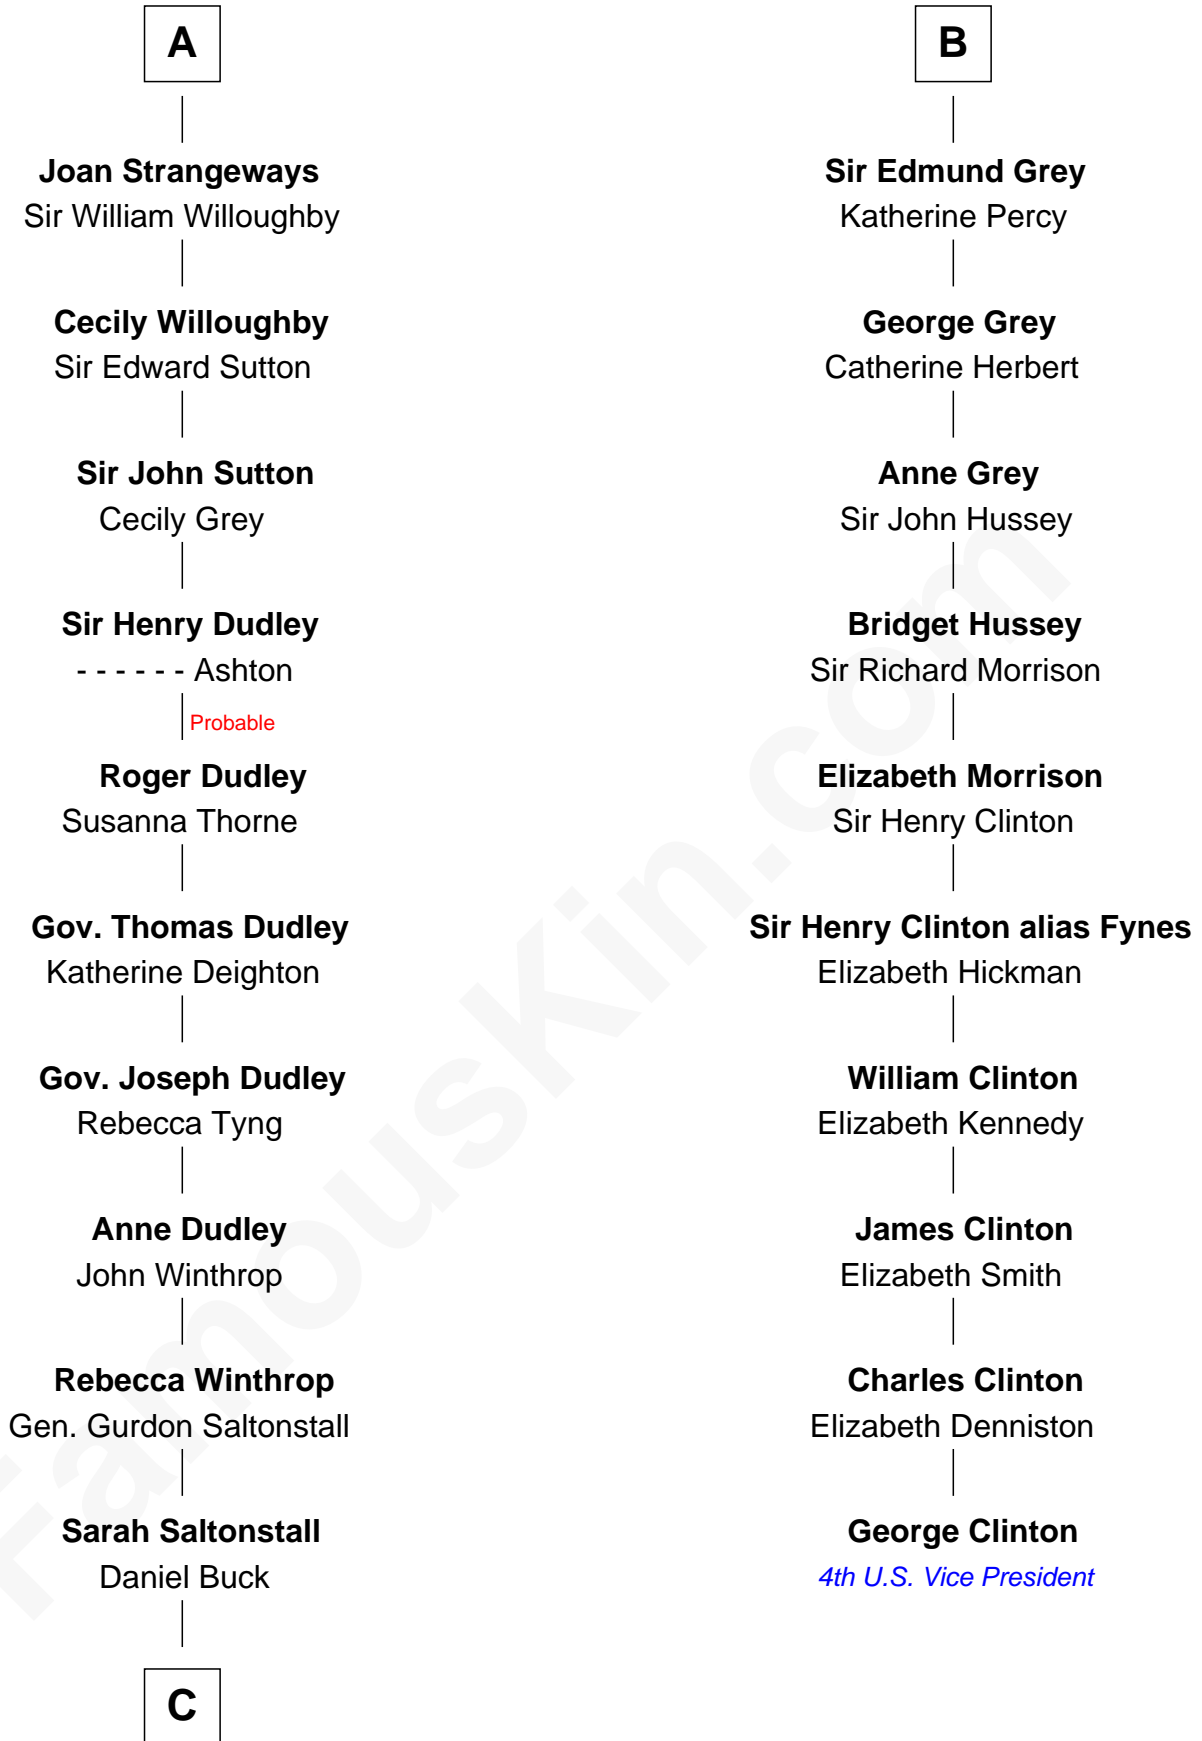 A
Joan Strangeways
Sir William Willoughby
Cecily Willoughby
Sir Edward Sutton
Sir John Sutton
Cecily Grey
Sir Henry Dudley
- - - - - - Ashton
Probable
Roger Dudley
Susanna Thorne
Gov. Thomas Dudley
Katherine Deighton
Gov. Joseph Dudley
Rebecca Tyng
Anne Dudley
John Winthrop
Rebecca Winthrop
Gen. Gurdon Saltonstall
Sarah Saltonstall
Daniel Buck
C
B
Sir Edmund Grey
Katherine Percy
George Grey
Catherine Herbert
Anne Grey
Sir John Hussey
Bridget Hussey
Sir Richard Morrison
Elizabeth Morrison
Sir Henry Clinton
Sir Henry Clinton alias Fynes
Elizabeth Hickman
William Clinton
Elizabeth Kennedy
James Clinton
Elizabeth Smith
Charles Clinton
Elizabeth Denniston
George Clinton
4th U.S. Vice President
FamousKin.com